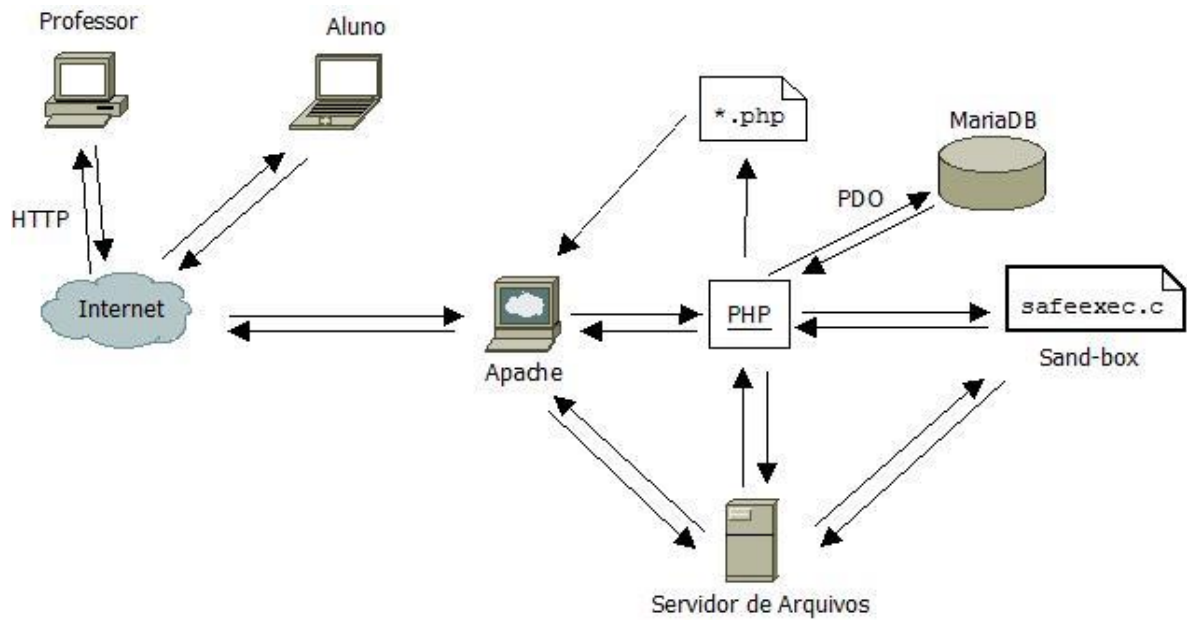 Professor
Aluno
*.php
MariaDB
PDO
HTTP
Internet
Apache
PHP
safeexec.c
Sand-box
Servidor de Arquivos